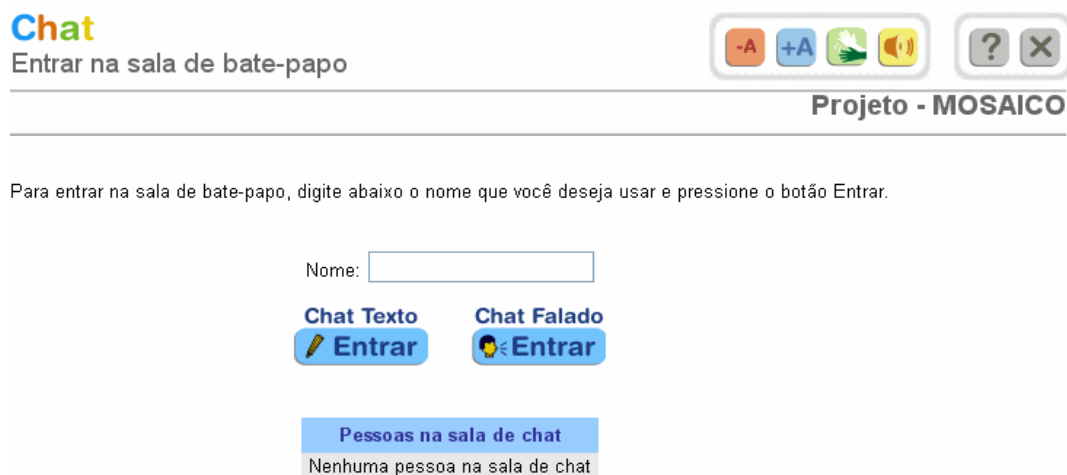 Chat
Entrar na sala de bate-papo
-A +A ?
Projeto - MOSAICO
Para entrar na sala de bate-papo, digite abaixo o nome que você deseja usar e pressione o botão Entrar.
Nome:
Chat Texto Chat Falado
Entrar Entrar
Pessoas na sala de chat
Nenhuma pessoa na sala de chat